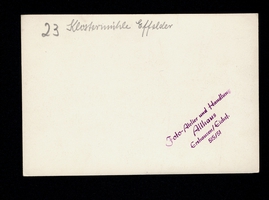 23 Klostermühle Effelder
Foto-Atelier und Handlung
Althaus